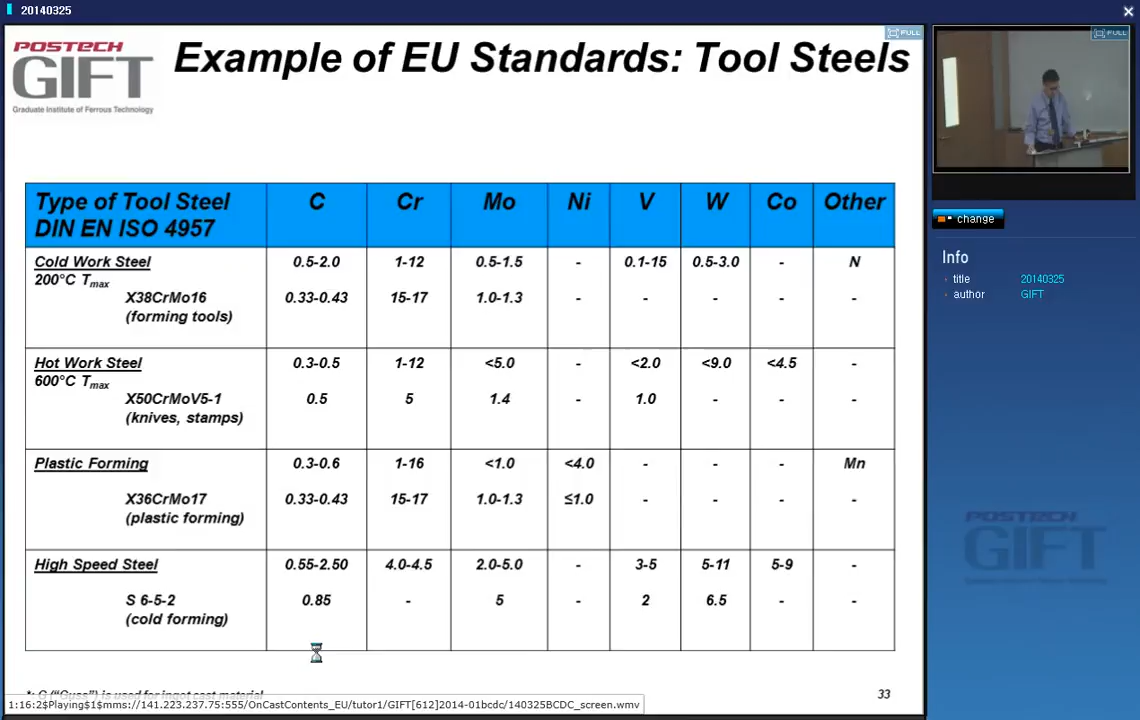 20140325
POSTECH
GIFT
Graduate Institute of Ferrous Technology
Example of EU Standards: Tool Steels
FULL
FULL
Type of Tool Steel C Cr Mo Ni V W Co Other
DIN EN ISO 4957
Cold Work Steel 0.5-2.0 1-12 0.5-1.5 - 0.1-15 0.5-3.0 - N
200°C Tmax
X38CrMo16 0.33-0.43 15-17 1.0-1.3 - - - - -
(forming tools)
Hot Work Steel 0.3-0.5 1-12 <5.0 - <2.0 <9.0 <4.5 -
600°C Tmax
X50CrMoV5-1 0.5 5 1.4 - 1.0 - - -
(knives, stamps)
Plastic Forming 0.3-0.6 1-16 <1.0 <4.0 - - - Mn
X36CrMo17 0.33-0.43 15-17 1.0-1.3 ≤1.0 - - - -
(plastic forming)
High Speed Steel 0.55-2.50 4.0-4.5 2.0-5.0 - 3-5 5-11 5-9 -
S 6-5-2 0.85 - 5 - 2 6.5 - -
(cold forming)
*: G ("Guss") is used for ingot cast material
33
1:16:2$Playing$1$mms://141.223.237.75:555/OnCastContents_EU/tutor1/GIFT[612]2014-01bcdc/140325BCDC_screen.wmv
change
Info
title 20140325
author GIFT
POSTECH
GIFT